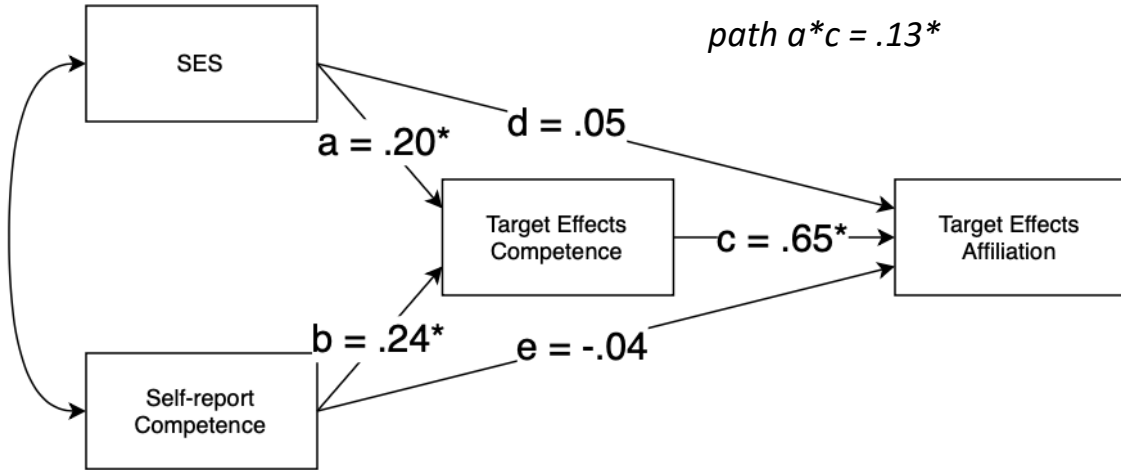 path a*c = .13*
SES
d = .05
a = .20*
Target Effects
Competence
c = .65*
Target Effects
Affiliation
b = .24*
e = -.04
Self-report
Competence